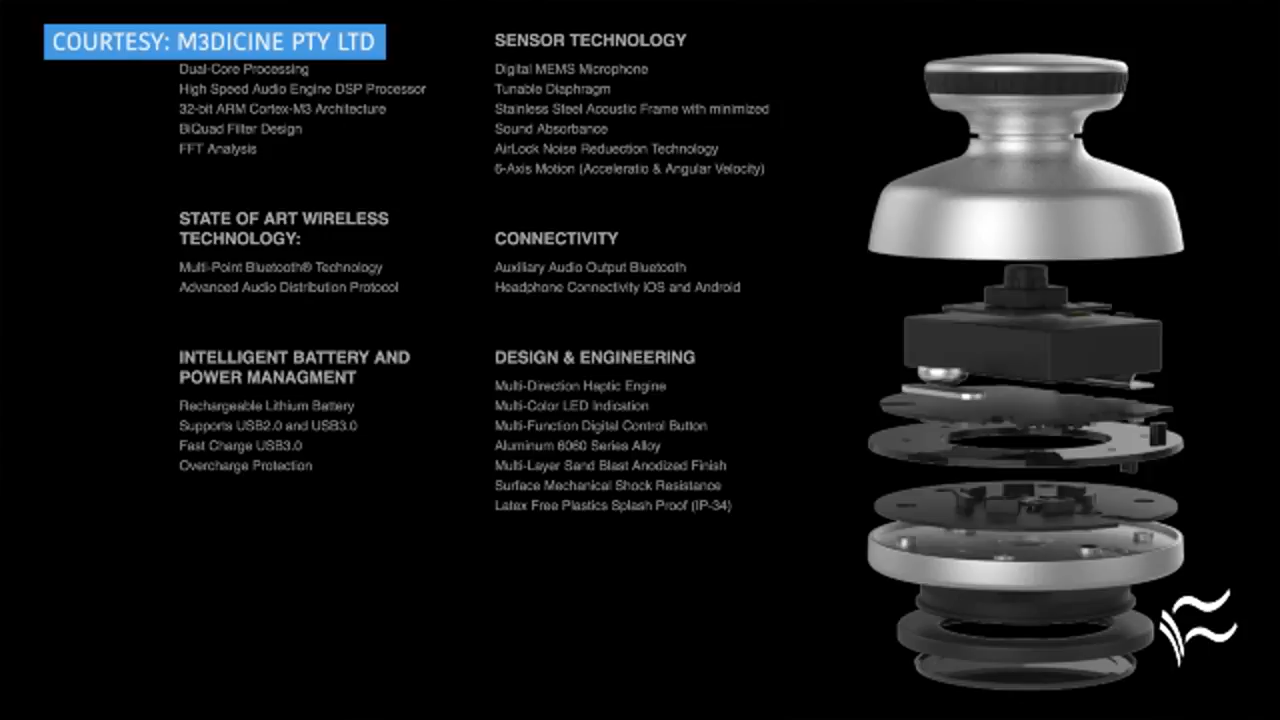 COURTESY: M3DICINE PTY LTD
Dual-Core Processing
High Speed Audio Engine DSP Processor
32-bit ARM Cortex-M3 Architecture
BiQuad Filter Design
FFT Analysis
STATE OF ART WIRELESS
TECHNOLOGY:
Multi-Point Bluetooth® Technology
Advanced Audio Distribution Protocol
INTELLIGENT BATTERY AND
POWER MANAGMENT
Rechargeable Lithium Battery
Supports USB2.0 and USB3.0
Fast Charge USB3.0
Overcharge Protection
SENSOR TECHNOLOGY
Digital MEMS Microphone
Tunable Diaphragm
Stainless Steel Acoustic Frame with minimized
Sound Absorbance
AirLock Noise Reduection Technology
6-Axis Motion (Acceleratio & Angular Velocity)
CONNECTIVITY
Auxiliary Audio Output Bluetooth
Headphone Connectivity IOS and Android
DESIGN & ENGINEERING
Multi-Direction Haptic Engine
Multi-Color LED Indication
Multi-Function Digital Control Button
Aluminum 6060 Series Alloy
Multi-Layer Sand Blast Anodized Finish
Surface Mechanical Shock Resistance
Latex Free Plastics Splash Proof (IP-34)